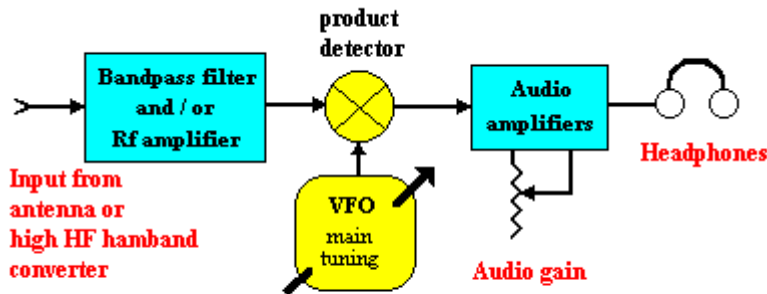 product
detector
Bandpass filter
and / or
Rf amplifier
Audio
amplifiers
Headphones
Input from
antenna or
high HF hamband
converter
VFO
main
tuning
Audio gain